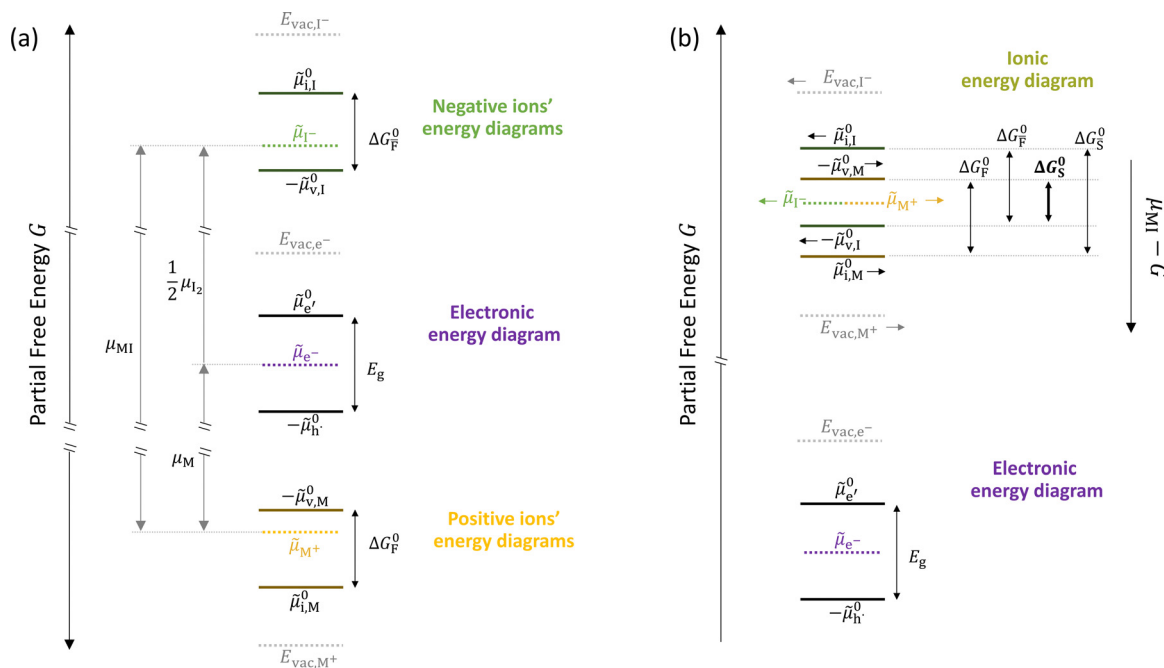 (a)
Partial Free Energy G
E_vac,I⁻
μ̃⁰_i,I
μ̃_I⁻
−μ̃⁰_v,I
ΔG⁰_F̄
Negative ions'
energy diagrams
μ_MI
1/2 μ_I₂
μ_M
E_vac,e⁻
μ̃⁰_e′
μ̃_e⁻
−μ̃⁰_h·
E_g
Electronic
energy diagram
−μ̃⁰_v,M
μ̃_M⁺
μ̃⁰_i,M
ΔG⁰_F
Positive ions'
energy diagrams
E_vac,M⁺
(b)
Partial Free Energy G
Ionic
energy diagram
E_vac,I⁻
μ̃⁰_i,I
−μ̃⁰_v,M
μ̃_I⁻
μ̃_M⁺
−μ̃⁰_v,I
μ̃⁰_i,M
ΔG⁰_F
ΔG⁰_F̄
ΔG⁰_S
ΔG⁰_S̄
μ_MI − G
E_vac,M⁺
E_vac,e⁻
μ̃⁰_e′
μ̃_e⁻
−μ̃⁰_h·
E_g
Electronic
energy diagram